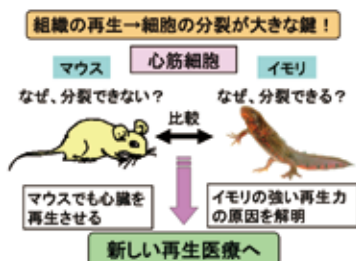 組織の再生→細胞の分裂が大きな鍵！
心筋細胞
マウス
イモリ
なぜ、分裂できない？
なぜ、分裂できる？
比較
マウスでも心臓を
再生させる
イモリの強い再生力
の原因を解明
新しい再生医療へ